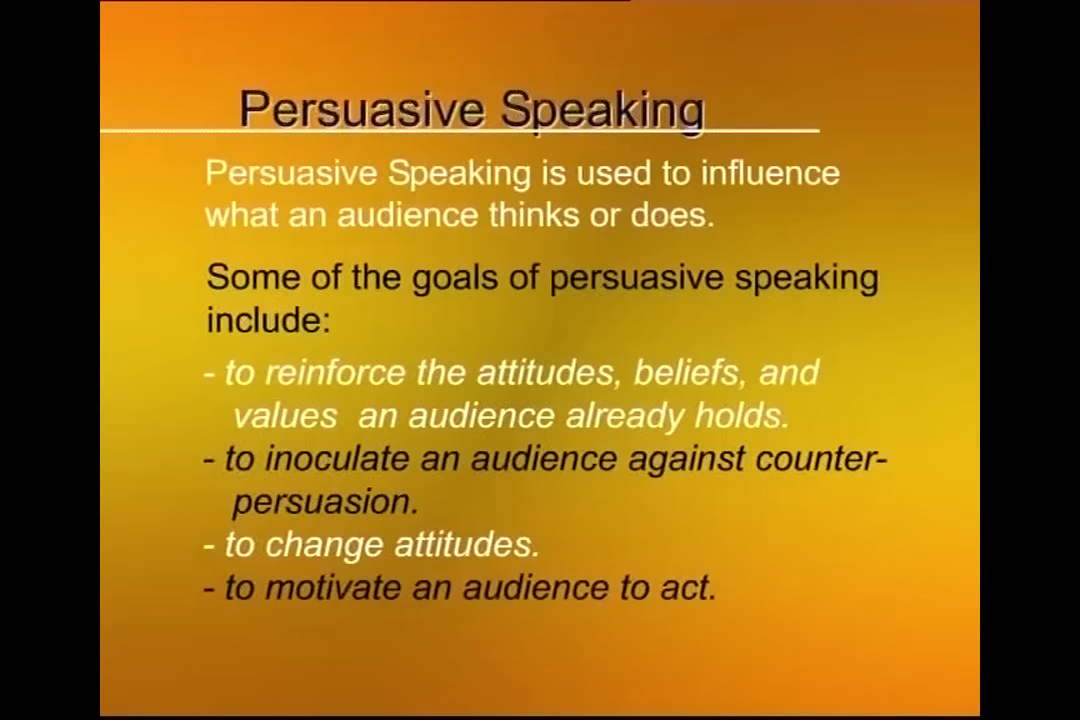 Persuasive Speaking
Persuasive Speaking is used to influence
what an audience thinks or does.
Some of the goals of persuasive speaking
include:
- to reinforce the attitudes, beliefs, and
values an audience already holds.
- to inoculate an audience against counter-
persuasion.
- to change attitudes.
- to motivate an audience to act.